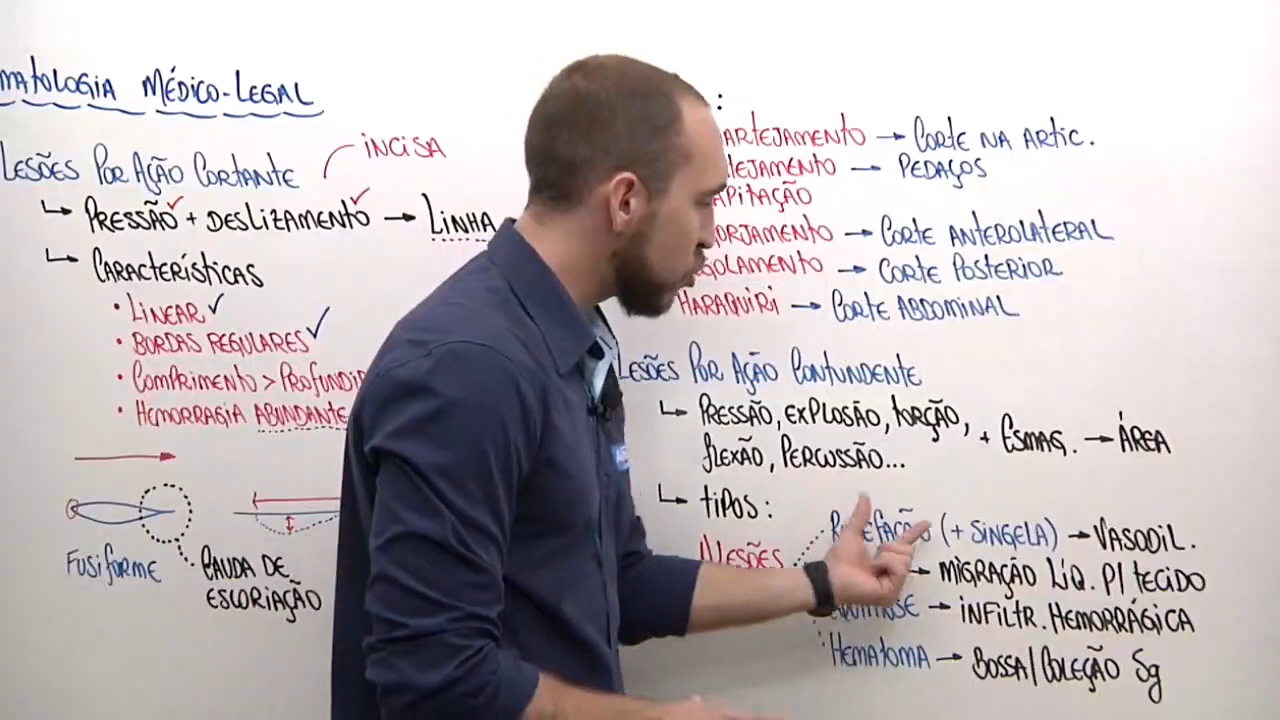 MATOLOGIA MÉDICO-LEGAL
LESÕES POR AÇÃO CORTANTE
INCISA
↳ PRESSÃO ✓ + DESLIZAMENTO ✓ → LINHA
↳ CARACTERÍSTICAS
• LINEAR ✓
• BORDAS REGULARES ✓
• COMPRIMENTO > PROFUNDI
• HEMORRAGIA ABUNDANTE
FUSIFORME
CAUDA DE
ESCORIAÇÃO
:
ARTEJAMENTO → CORTE NA ARTIC.
LEJAMENTO → PEDAÇOS
APITAÇÃO
ORJAMENTO → CORTE ANTEROLATERAL
GOLAMENTO → CORTE POSTERIOR
HARAQUIRI → CORTE ABDOMINAL
LESÕES POR AÇÃO CONTUNDENTE
↳ PRESSÃO, EXPLOSÃO, TORÇÃO,
FLEXÃO, PERCUSSÃO... + ESMAG. → ÁREA
↳ TIPOS:
LESÕES
(+ SINGELA) → VASODIL.
→ MIGRAÇÃO LÍQ. P/ TECIDO
→ INFILTR. HEMORRÁGICA
HEMATOMA → BOSSA/COLEÇÃO Sg